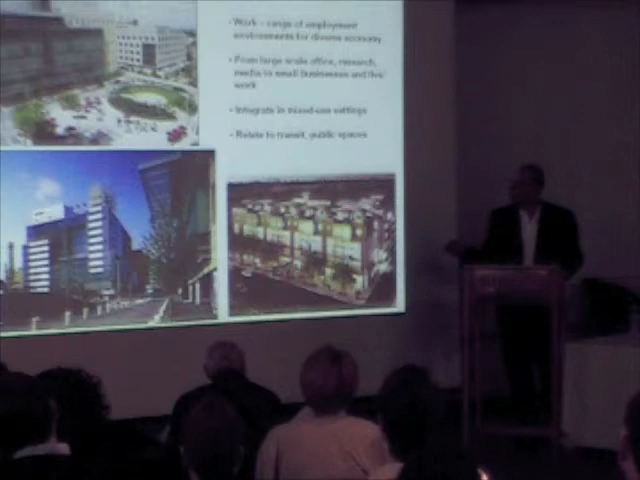 • Work – range of employment
environments for diverse economy
• From large scale office, research,
media to small businesses and live/
work
• Integrate in mixed-use settings
• Relate to transit, public spaces